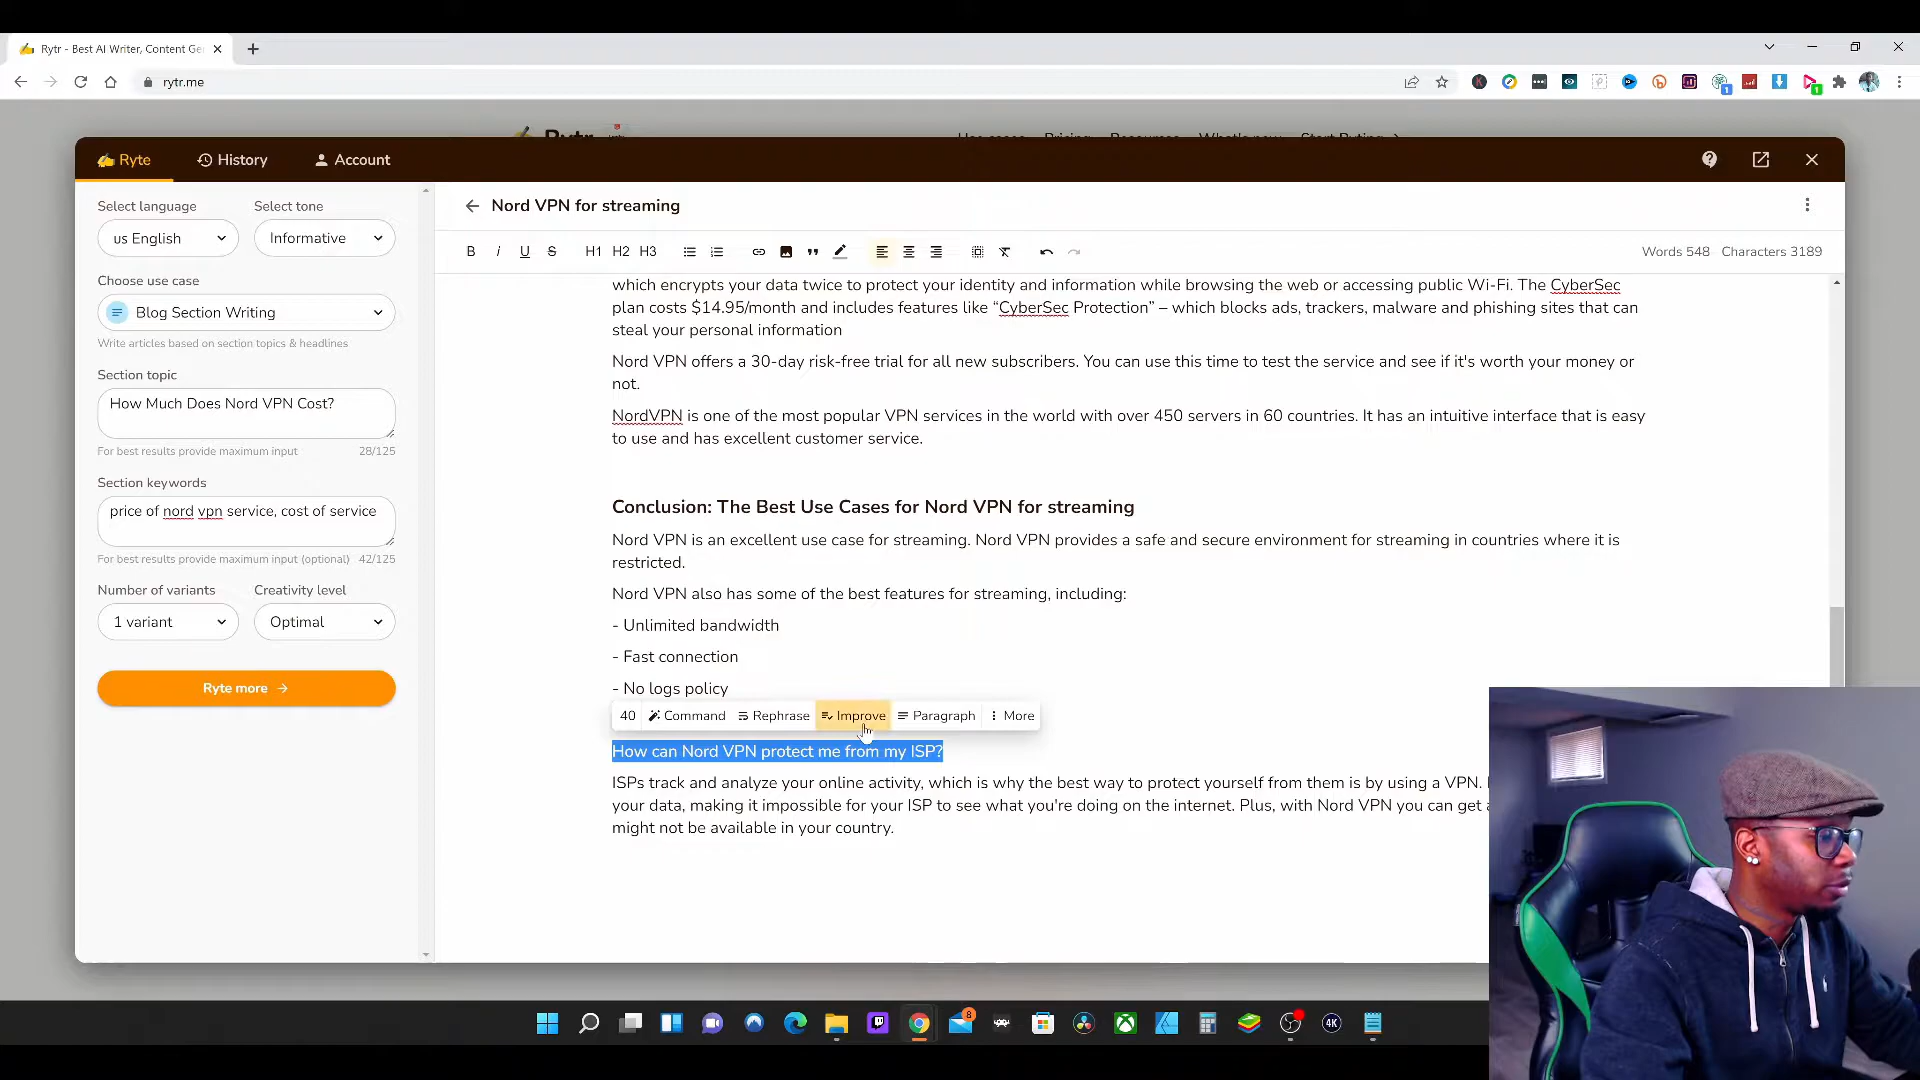 Rytr - Best AI Writer, Content Ge
rytr.me
Rytr
Ryte
History
Account
Select language
Select tone
us English
Informative
Choose use case
Blog Section Writing
Write articles based on section topics & headlines
Section topic
How Much Does Nord VPN Cost?
For best results provide maximum input
28/125
Section keywords
price of nord vpn service, cost of service
For best results provide maximum input (optional)
42/125
Number of variants
Creativity level
1 variant
Optimal
Ryte more
Nord VPN for streaming
B i U S H1 H2 H3
Words 548 Characters 3189
which encrypts your data twice to protect your identity and information while browsing the web or accessing public Wi-Fi. The CyberSec
plan costs $14.95/month and includes features like “CyberSec Protection” – which blocks ads, trackers, malware and phishing sites that can
steal your personal information
Nord VPN offers a 30-day risk-free trial for all new subscribers. You can use this time to test the service and see if it's worth your money or
not.
NordVPN is one of the most popular VPN services in the world with over 450 servers in 60 countries. It has an intuitive interface that is easy
to use and has excellent customer service.
Conclusion: The Best Use Cases for Nord VPN for streaming
Nord VPN is an excellent use case for streaming. Nord VPN provides a safe and secure environment for streaming in countries where it is
restricted.
Nord VPN also has some of the best features for streaming, including:
- Unlimited bandwidth
- Fast connection
- No logs policy
40 Command Rephrase Improve Paragraph More
How can Nord VPN protect me from my ISP?
ISPs track and analyze your online activity, which is why the best way to protect yourself from them is by using a VPN.
your data, making it impossible for your ISP to see what you're doing on the internet. Plus, with Nord VPN you can get
might not be available in your country.
8
4K